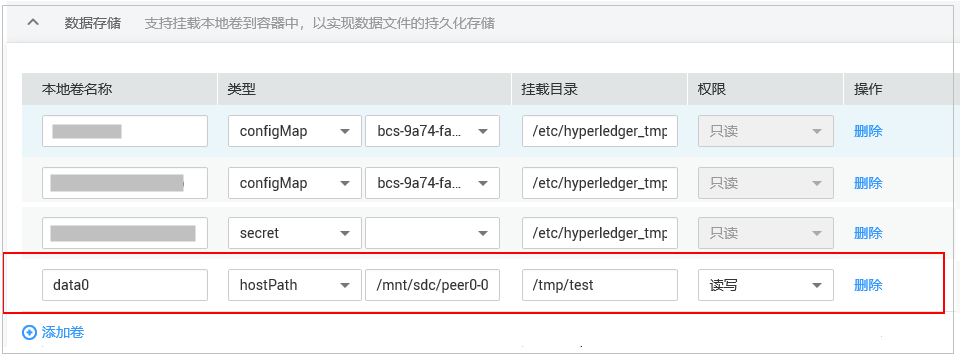 数据存储 支持挂载本地卷到容器中，以实现数据文件的持久化存储
本地卷名称 类型 挂载目录 权限 操作
configMap bcs-9a74-fa... /etc/hyperledger_tmp 只读 删除
configMap bcs-9a74-fa... /etc/hyperledger_tmp 只读 删除
secret /etc/hyperledger_tmp 只读 删除
data0 hostPath /mnt/sdc/peer0-0 /tmp/test 读写 删除
添加卷